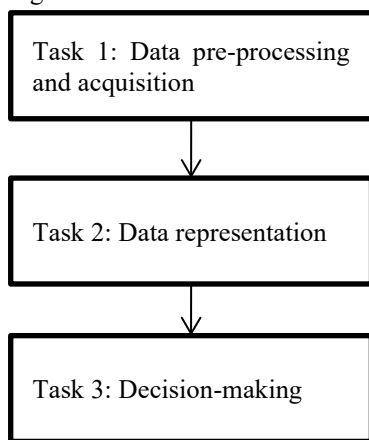 Task 1: Data pre-processing
and acquisition
Task 2: Data representation
Task 3: Decision-making